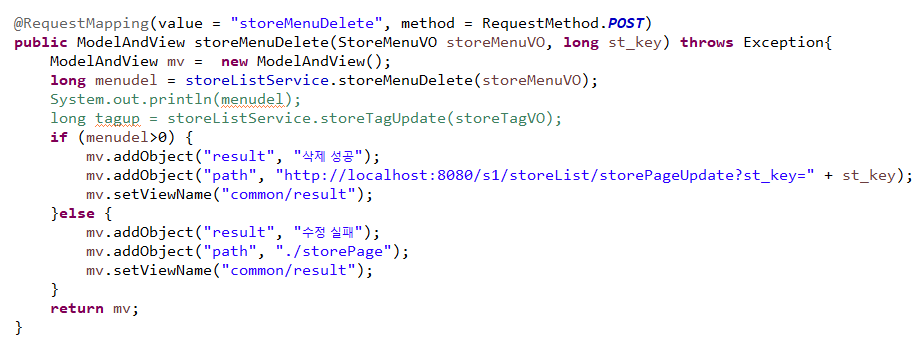 @RequestMapping(value = "storeMenuDelete", method = RequestMethod.POST)
public ModelAndView storeMenuDelete(StoreMenuVO storeMenuVO, long st_key) throws Exception{
ModelAndView mv =  new ModelAndView();
long menudel = storeListService.storeMenuDelete(storeMenuVO);
System.out.println(menudel);
long tagup = storeListService.storeTagUpdate(storeTagVO);
if (menudel>0) {
mv.addObject("result", "삭제 성공");
mv.addObject("path", "http://localhost:8080/s1/storeList/storePageUpdate?st_key=" + st_key);
mv.setViewName("common/result");
}else {
mv.addObject("result", "수정 실패");
mv.addObject("path", "./storePage");
mv.setViewName("common/result");
}
return mv;
}